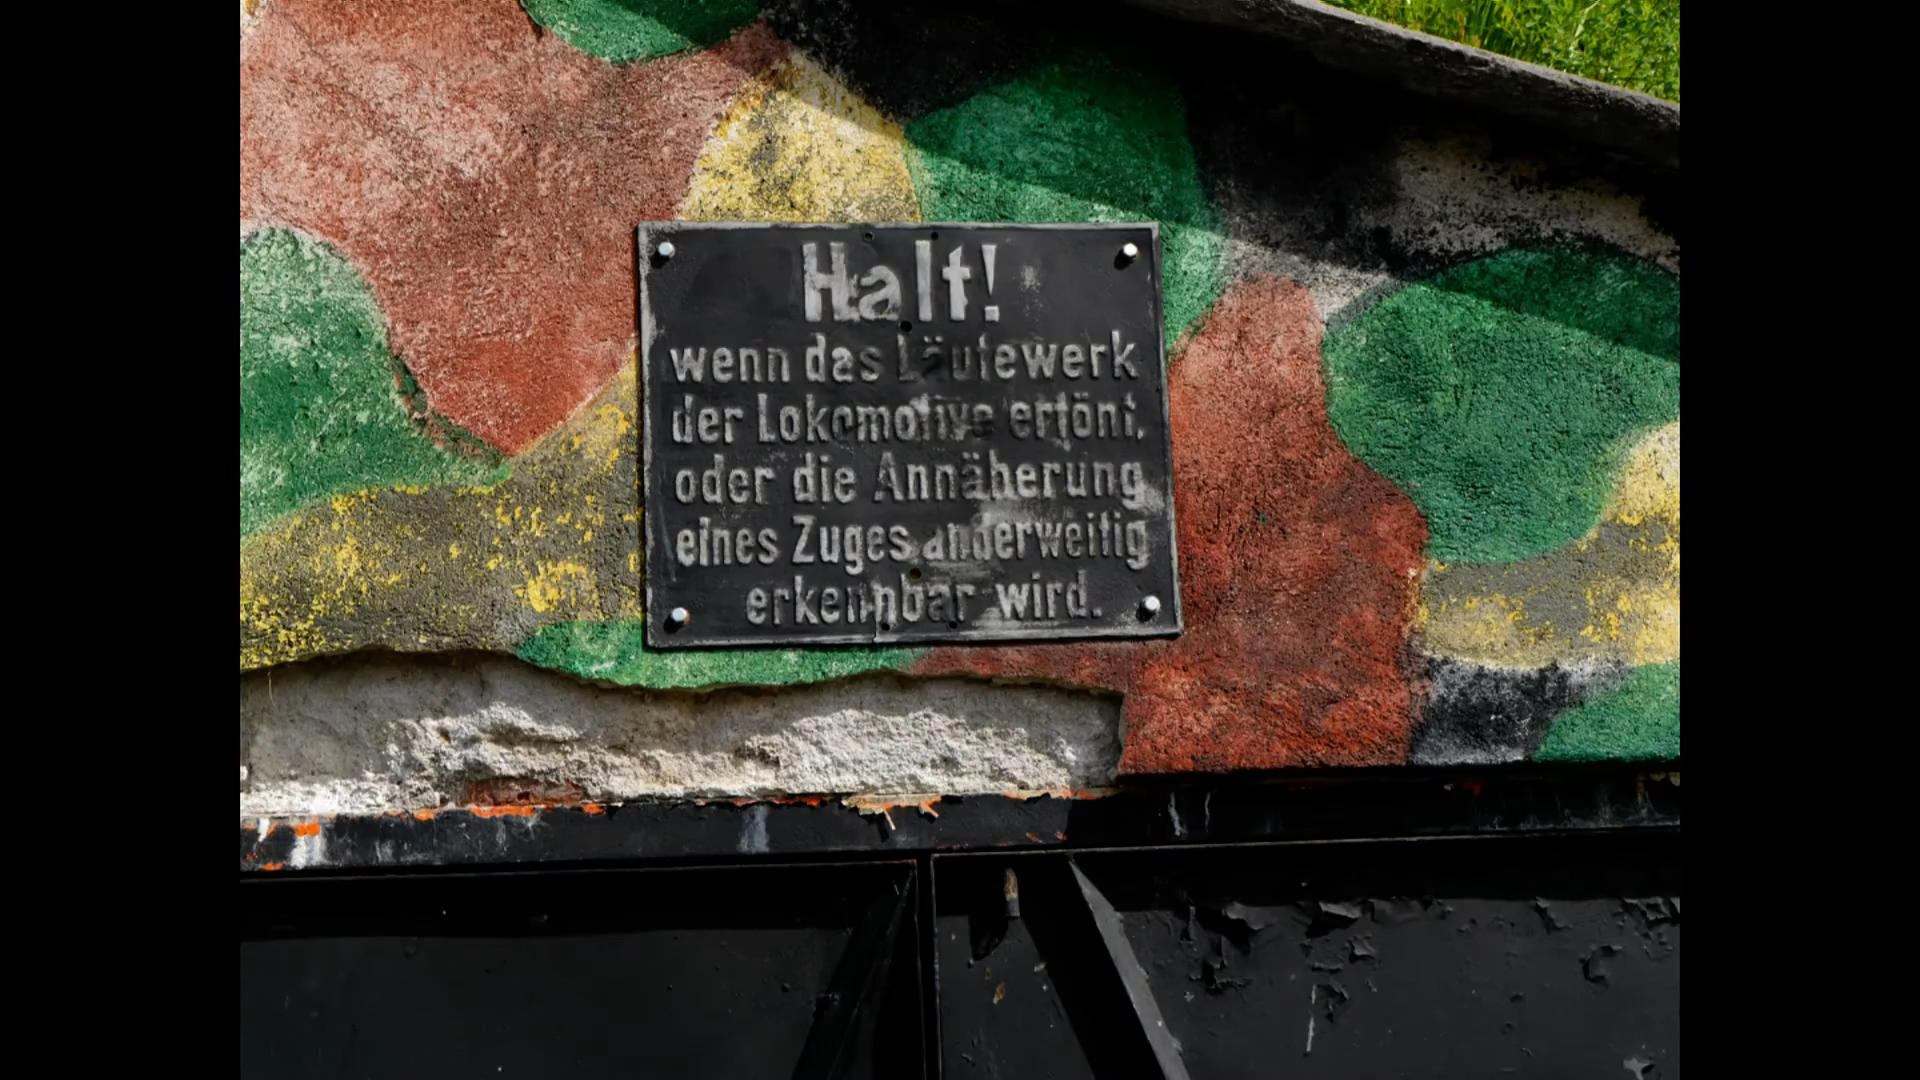 Halt!
wenn das Läutewerk
der Lokomotive ertönt,
oder die Annäherung
eines Zuges anderweitig
erkennbar wird.